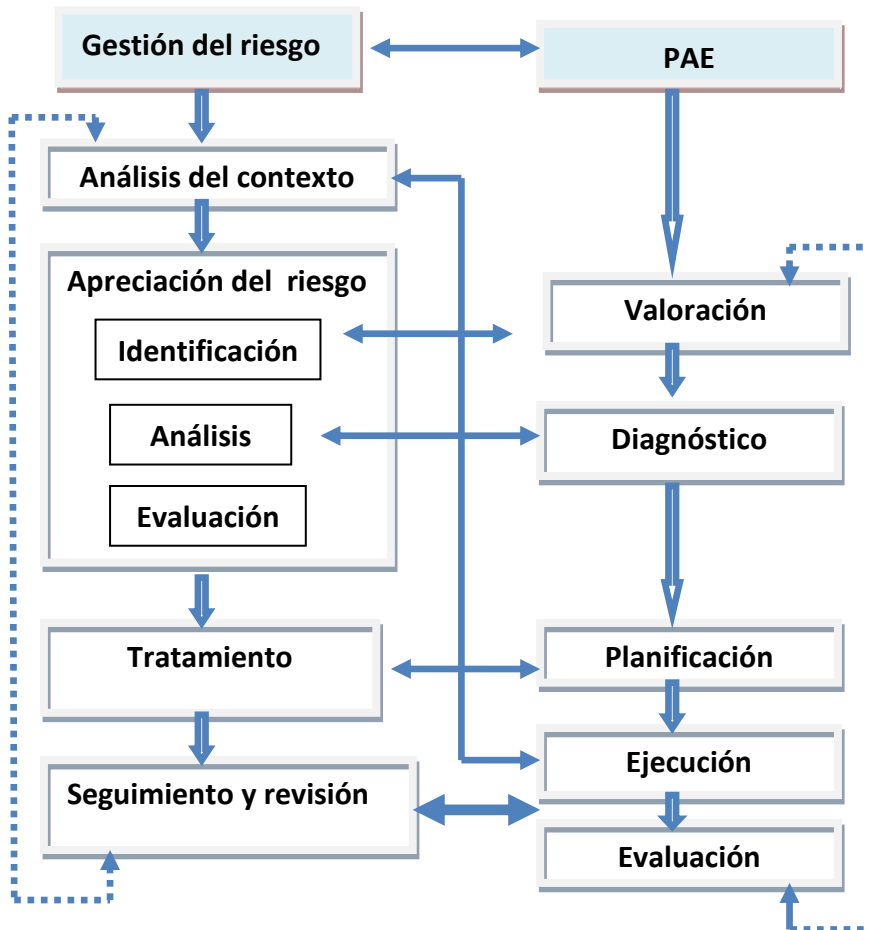 Gestión del riesgo
PAE
Análisis del contexto
Apreciación del riesgo
Identificación
Análisis
Evaluación
Tratamiento
Seguimiento y revisión
Valoración
Diagnóstico
Planificación
Ejecución
Evaluación